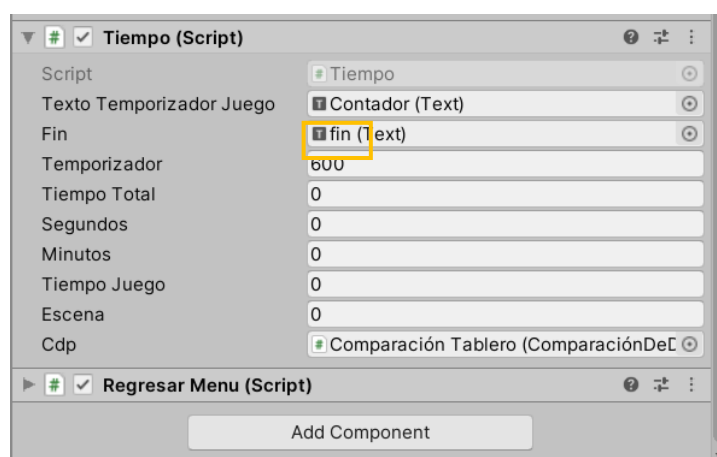 Tiempo (Script)
Script Tiempo
Texto Temporizador Juego Contador (Text)
Fin fin (Text)
Temporizador 600
Tiempo Total 0
Segundos 0
Minutos 0
Tiempo Juego 0
Escena 0
Cdp Comparación Tablero (ComparaciónDeD
Regresar Menu (Script)
Add Component